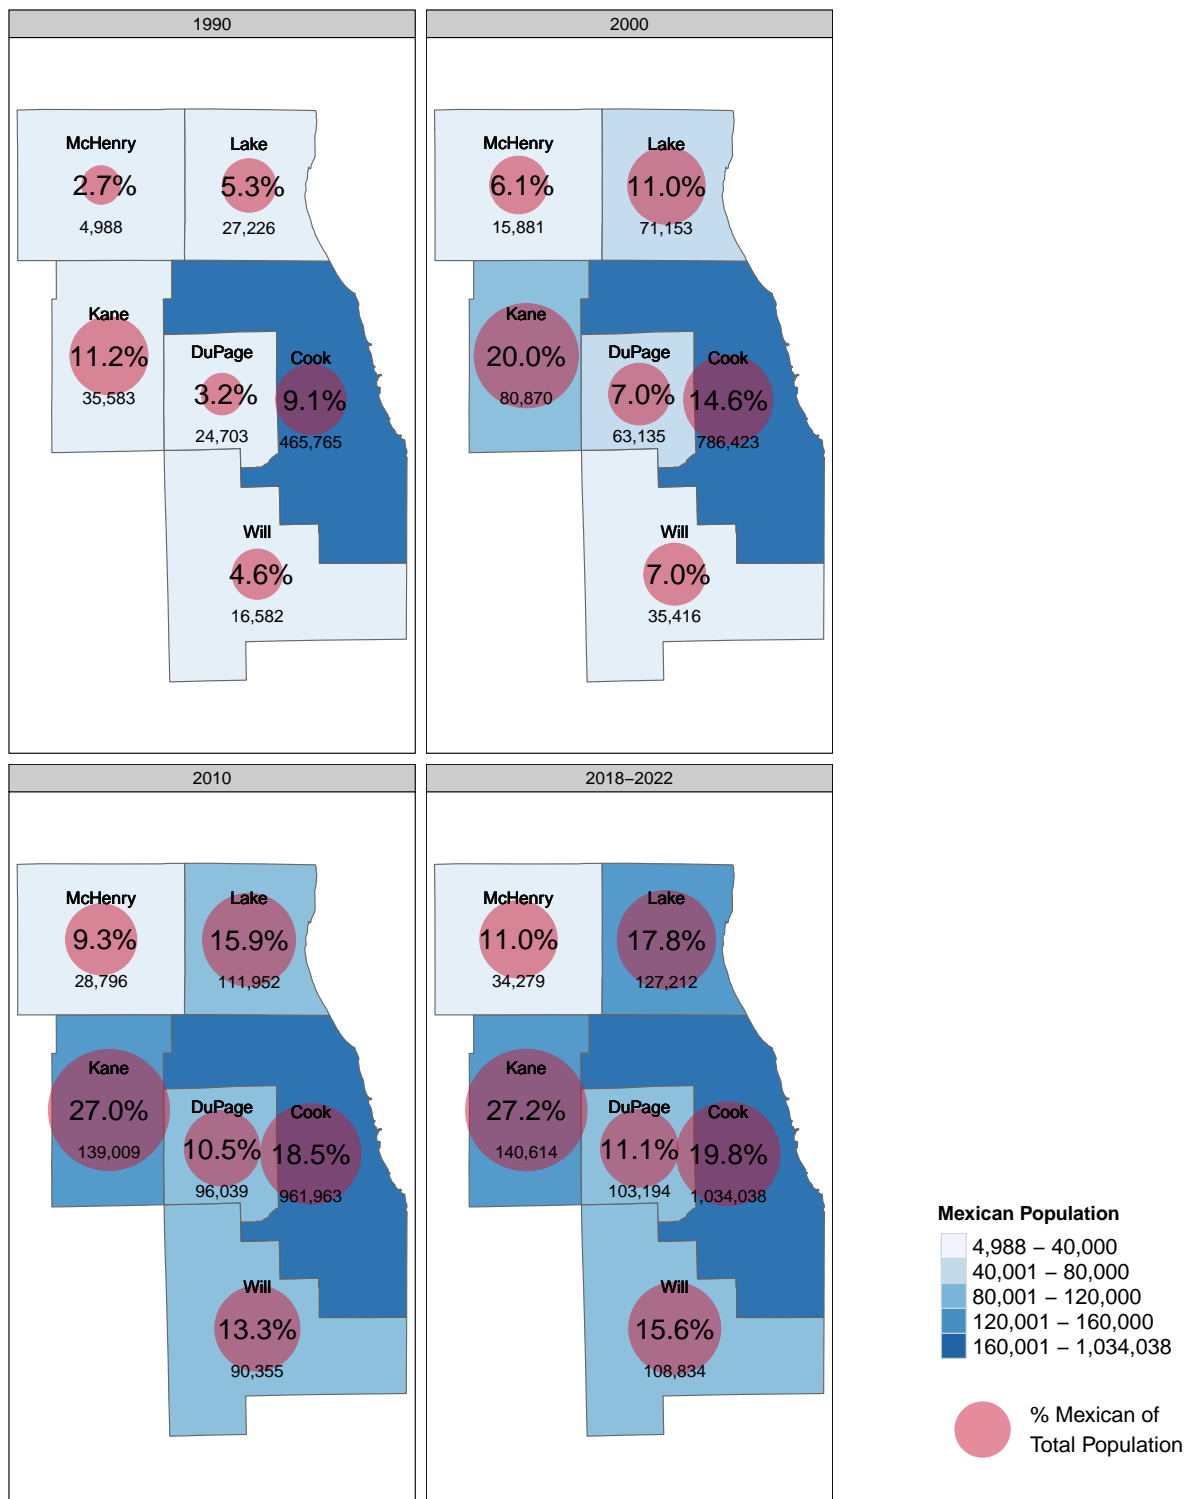 1990
McHenry
2.7%
4,988
Lake
5.3%
27,226
Kane
11.2%
35,583
DuPage
3.2%
24,703
Cook
9.1%
465,765
Will
4.6%
16,582
2000
McHenry
6.1%
15,881
Lake
11.0%
71,153
Kane
20.0%
80,870
DuPage
7.0%
63,135
Cook
14.6%
786,423
Will
7.0%
35,416
2010
McHenry
9.3%
28,796
Lake
15.9%
111,952
Kane
27.0%
139,009
DuPage
10.5%
96,039
Cook
18.5%
961,963
Will
13.3%
90,355
2018–2022
McHenry
11.0%
34,279
Lake
17.8%
127,212
Kane
27.2%
140,614
DuPage
11.1%
103,194
Cook
19.8%
1,034,038
Will
15.6%
108,834
Mexican Population
4,988 – 40,000
40,001 – 80,000
80,001 – 120,000
120,001 – 160,000
160,001 – 1,034,038
% Mexican of
Total Population